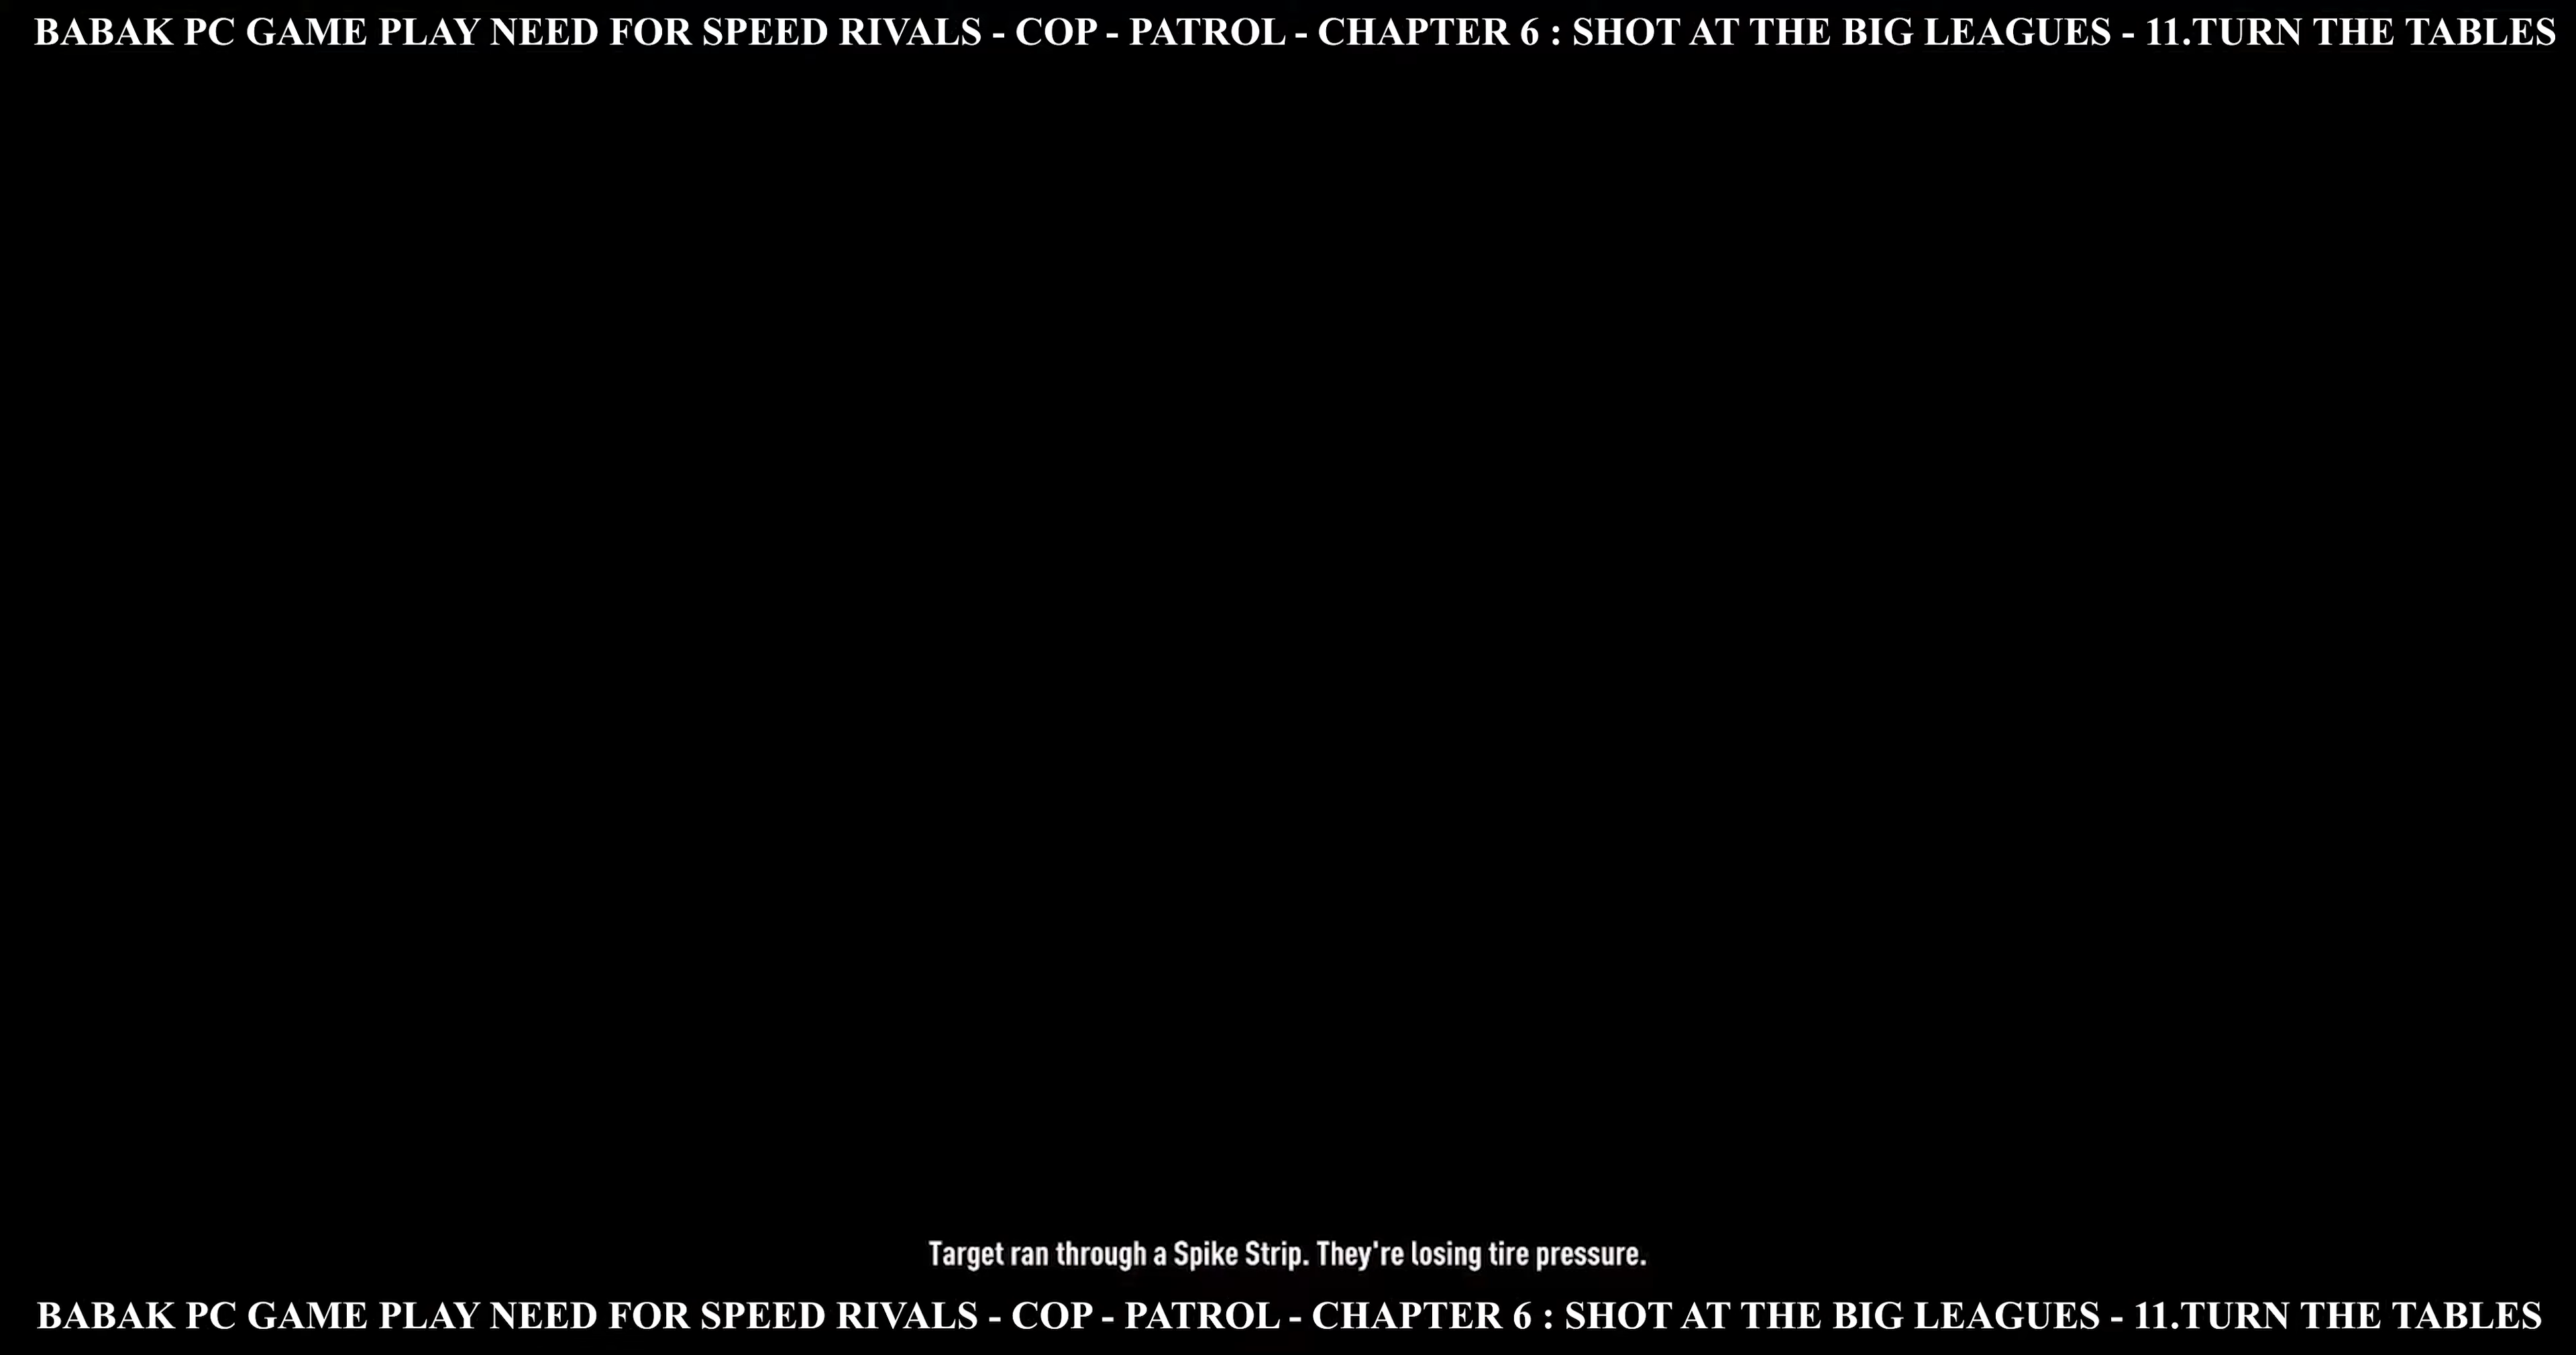 BABAK PC GAME PLAY NEED FOR SPEED RIVALS - COP - PATROL - CHAPTER 6 : SHOT AT THE BIG LEAGUES - 11.TURN THE TABLES
Target ran through a Spike Strip. They're losing tire pressure.
BABAK PC GAME PLAY NEED FOR SPEED RIVALS - COP - PATROL - CHAPTER 6 : SHOT AT THE BIG LEAGUES - 11.TURN THE TABLES